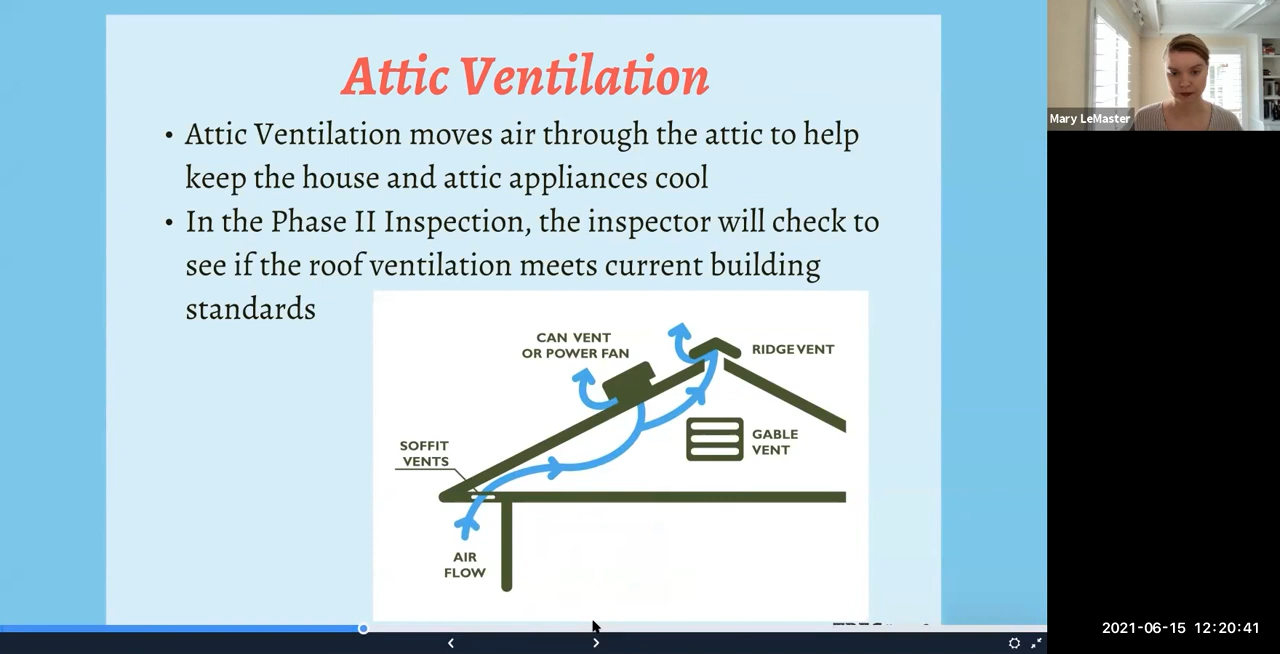 Attic Ventilation
• Attic Ventilation moves air through the attic to help
keep the house and attic appliances cool
• In the Phase II Inspection, the inspector will check to
see if the roof ventilation meets current building
standards
CAN VENT
OR POWER FAN
RIDGE VENT
SOFFIT
VENTS
GABLE
VENT
AIR
FLOW
Mary LeMaster
2021-06-15 12:20:41